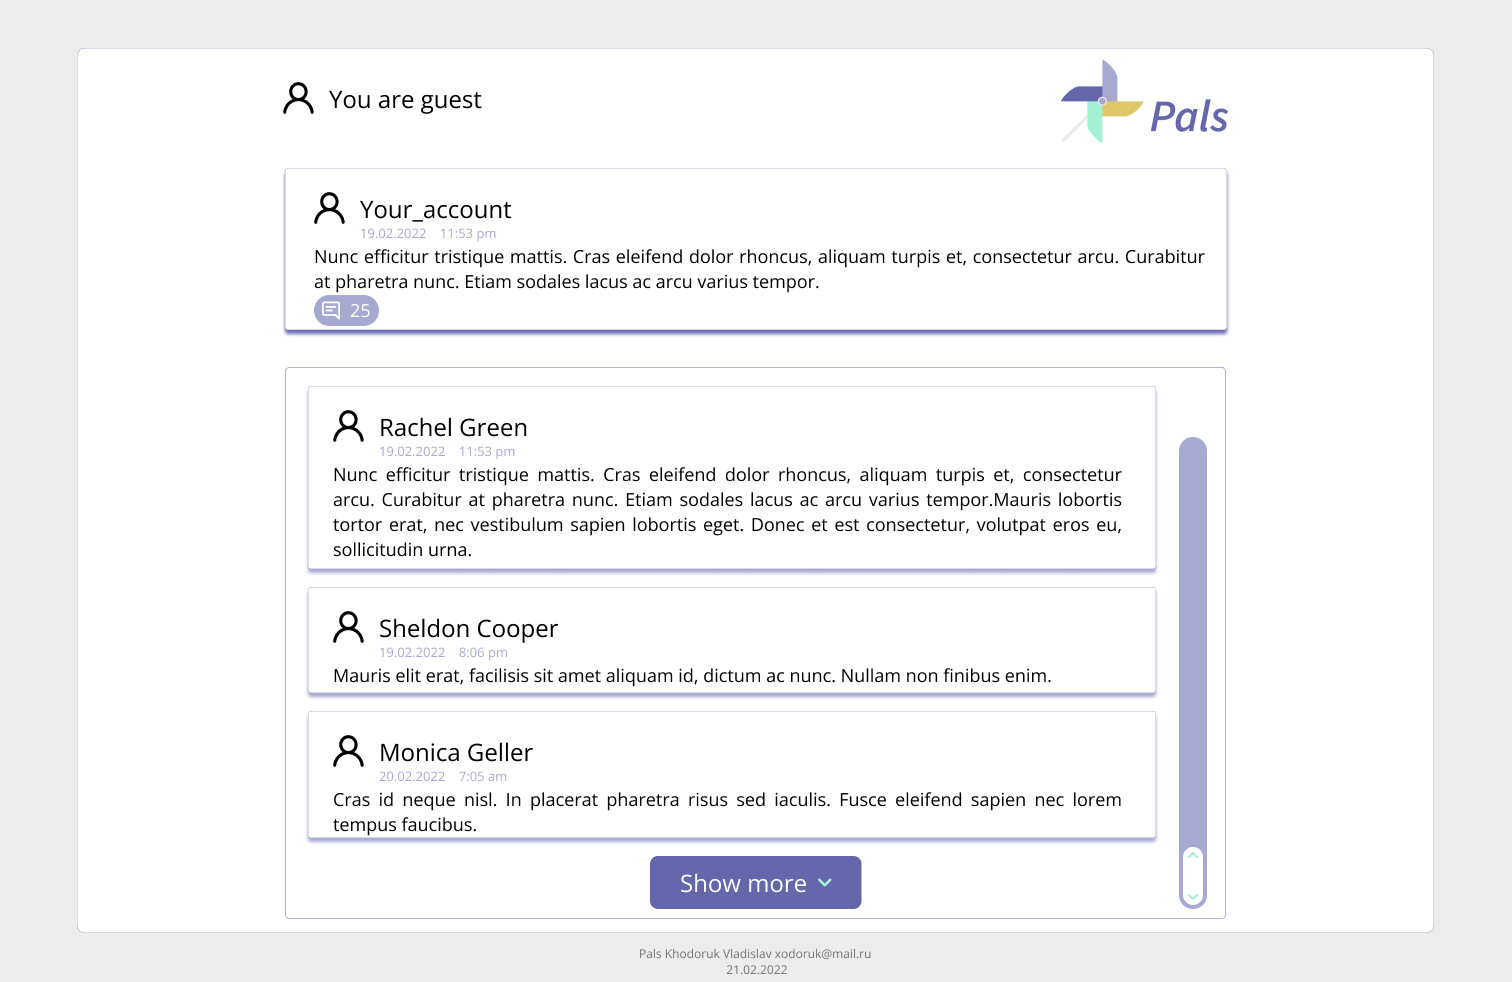 You are guest
Pals
Your_account
19.02.2022 11:53 pm
Nunc efficitur tristique mattis. Cras eleifend dolor rhoncus, aliquam turpis et, consectetur arcu. Curabitur
at pharetra nunc. Etiam sodales lacus ac arcu varius tempor.
25
Rachel Green
19.02.2022 11:53 pm
Nunc efficitur tristique mattis. Cras eleifend dolor rhoncus, aliquam turpis et, consectetur
arcu. Curabitur at pharetra nunc. Etiam sodales lacus ac arcu varius tempor.Mauris lobortis
tortor erat, nec vestibulum sapien lobortis eget. Donec et est consectetur, volutpat eros eu,
sollicitudin urna.
Sheldon Cooper
19.02.2022 8:06 pm
Mauris elit erat, facilisis sit amet aliquam id, dictum ac nunc. Nullam non finibus enim.
Monica Geller
20.02.2022 7:05 am
Cras id neque nisl. In placerat pharetra risus sed iaculis. Fusce eleifend sapien nec lorem
tempus faucibus.
Show more
Pals Khodoruk Vladislav xodoruk@mail.ru
21.02.2022